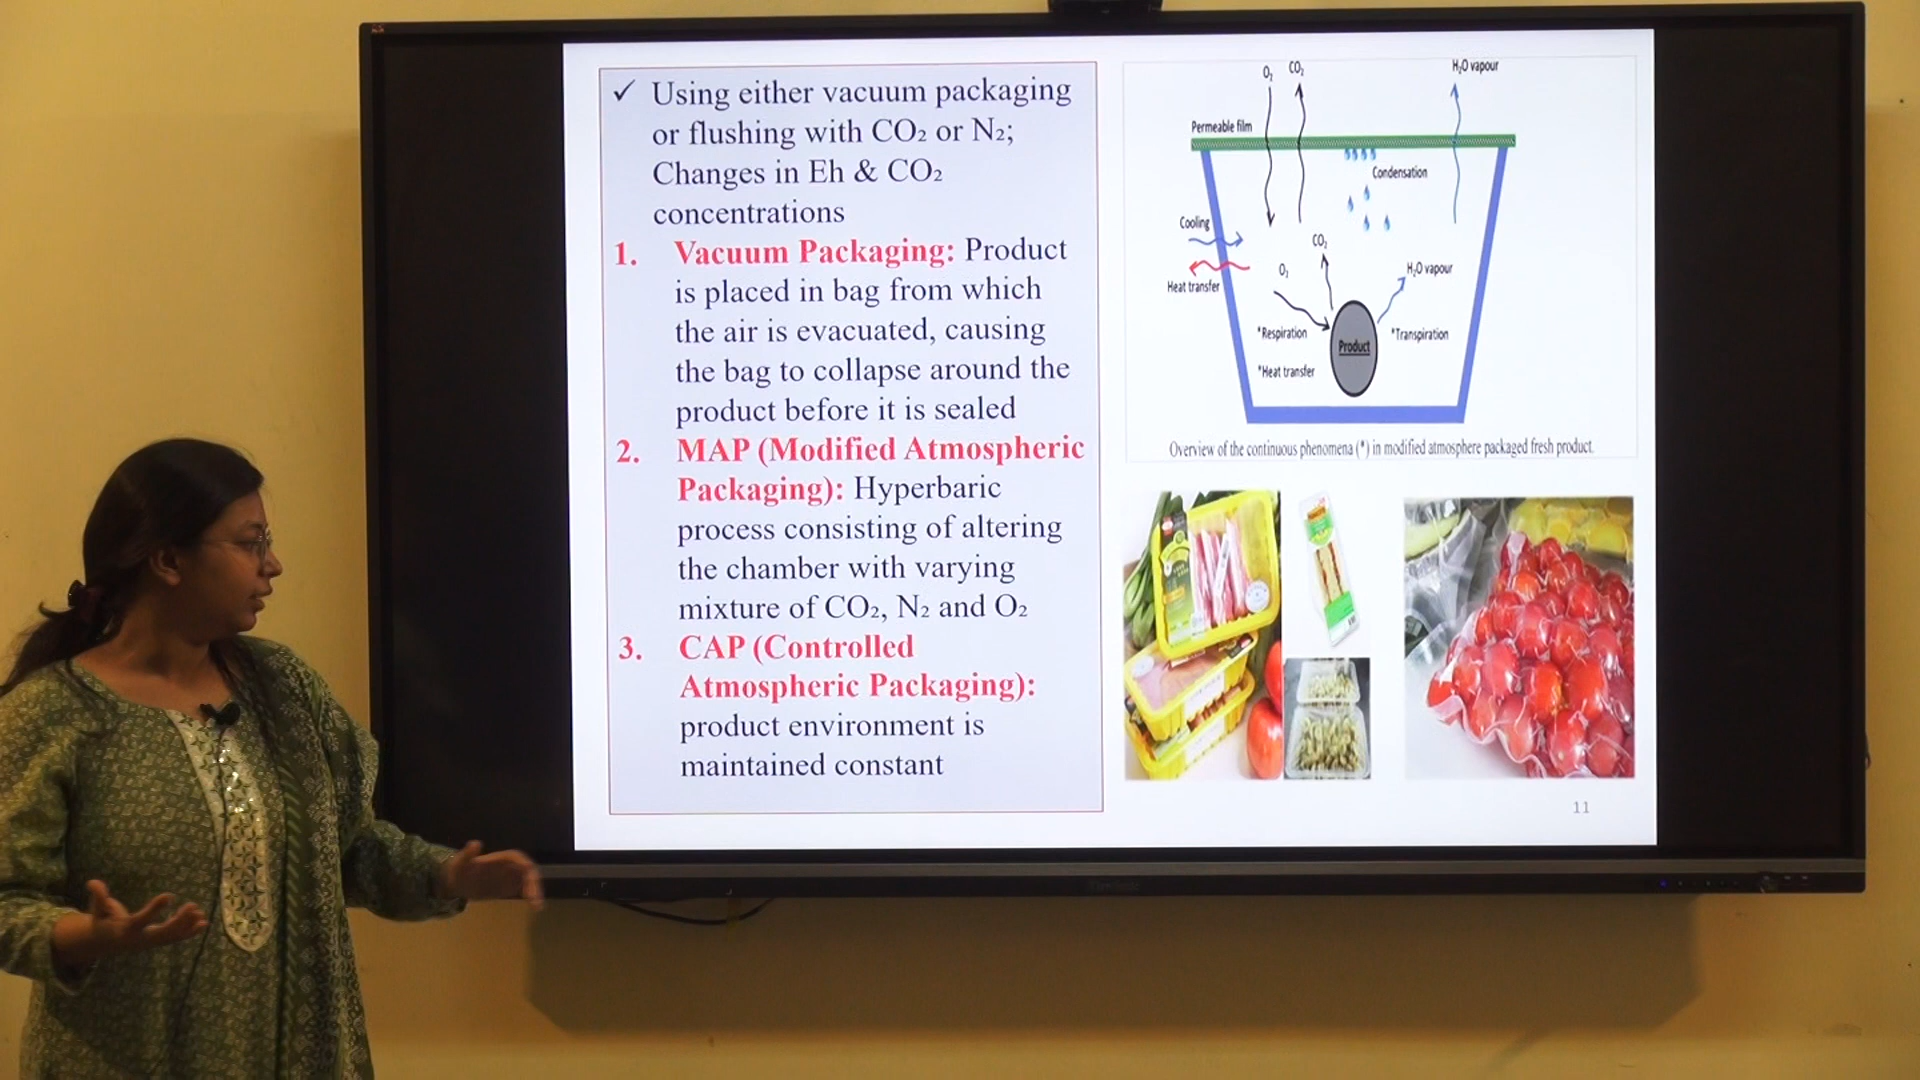 ✓ Using either vacuum packaging
or flushing with CO₂ or N₂;
Changes in Eh & CO₂
concentrations
1. Vacuum Packaging: Product
is placed in bag from which
the air is evacuated, causing
the bag to collapse around the
product before it is sealed
2. MAP (Modified Atmospheric
Packaging): Hyperbaric
process consisting of altering
the chamber with varying
mixture of CO₂, N₂ and O₂
3. CAP (Controlled
Atmospheric Packaging):
product environment is
maintained constant
O₂ CO₂ H₂O vapour
Permeable film
Condensation
Cooling
CO₂
O₂ H₂O vapour
Heat transfer
*Respiration *Transpiration
Product
*Heat transfer
Overview of the continuous phenomena (*) in modified atmosphere packaged fresh product.
11
ViewSonic